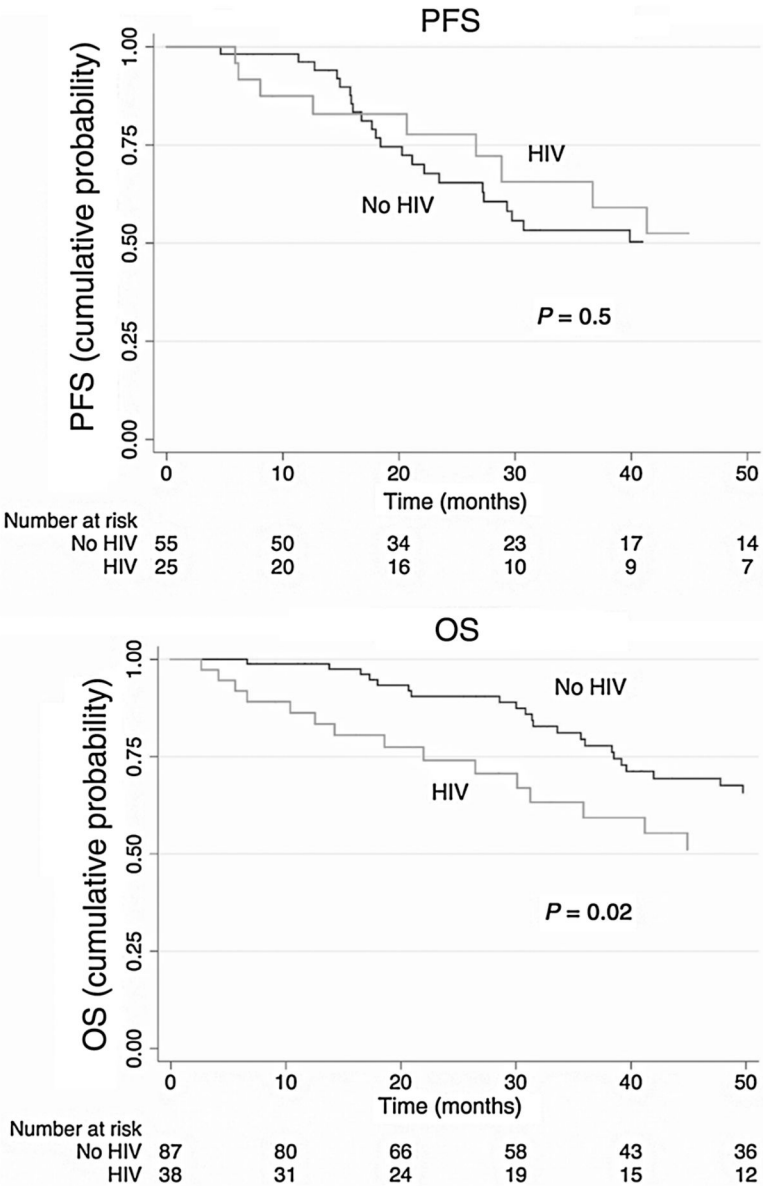 PFS
PFS (cumulative probability)
1.00
0.75
0.50
0.25
0.00
HIV
No HIV
P = 0.5
0 10 20 30 40 50
Time (months)
Number at risk
No HIV 55 50 34 23 17 14
HIV 25 20 16 10 9 7
OS
OS (cumulative probability)
1.00
0.75
0.50
0.25
0.00
No HIV
HIV
P = 0.02
0 10 20 30 40 50
Time (months)
Number at risk
No HIV 87 80 66 58 43 36
HIV 38 31 24 19 15 12